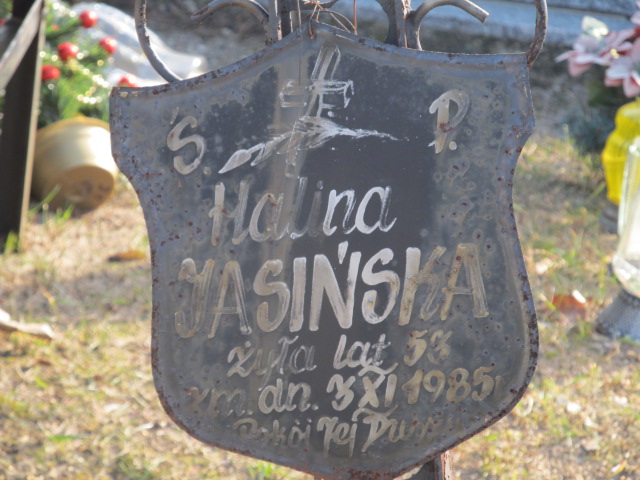 Ś. P.
Halina
JASIŃSKA
żyła lat 53
zm. dn. 3 XI 1985 r
Pokój Jej Duszy